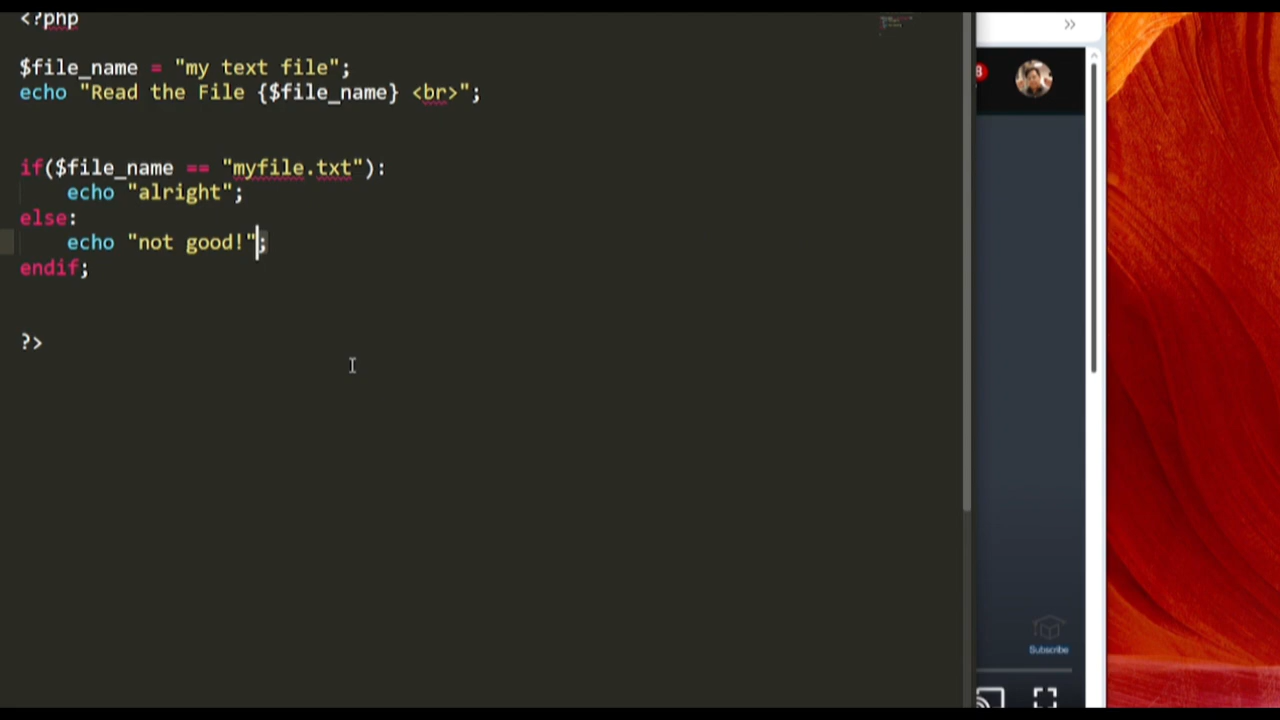 <?php
$file_name = "my text file";
echo "Read the File {$file_name} <br>";
if($file_name == "myfile.txt"):
    echo "alright";
else:
    echo "not good!";
endif;
?>
»
Subscribe